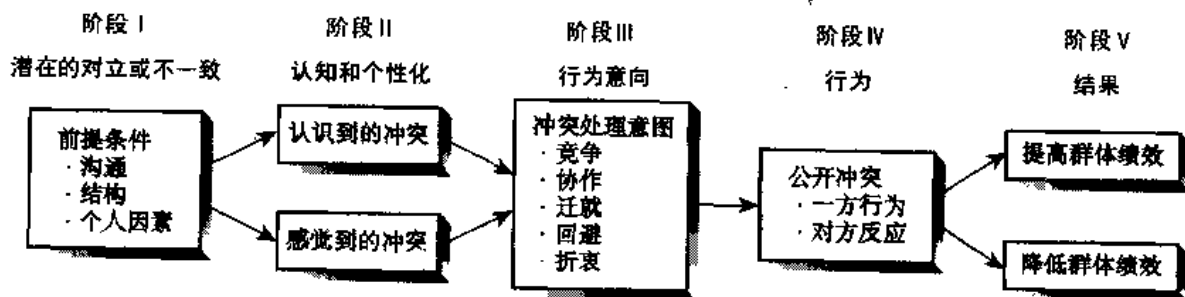 阶段 I
潜在的对立或不一致
前提条件
· 沟通
· 结构
· 个人因素
阶段 II
认知和个性化
认识到的冲突
感觉到的冲突
阶段 III
行为意向
冲突处理意图
· 竞争
· 协作
· 迁就
· 回避
· 折衷
阶段 IV
行为
公开冲突
· 一方行为
· 对方反应
阶段 V
结果
提高群体绩效
降低群体绩效